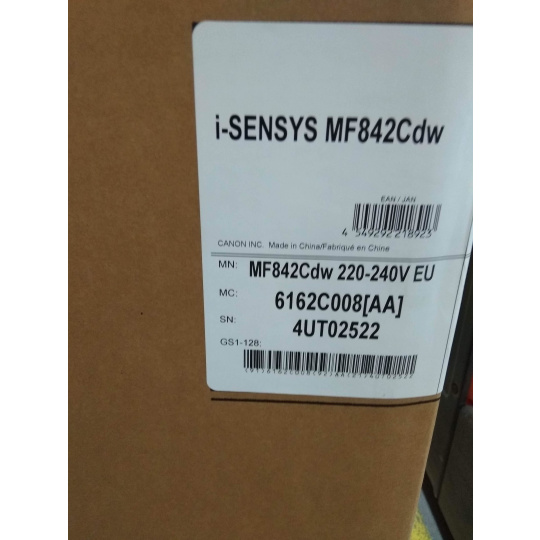 i-SENSYS MF842Cdw
EAN / JAN
4 549292 218923
CANON INC. Made in China/Fabriqué en Chine
MN: MF842Cdw 220-240V EU
MC: 6162C008[AA]
SN: 4UT02522
GS1-128: